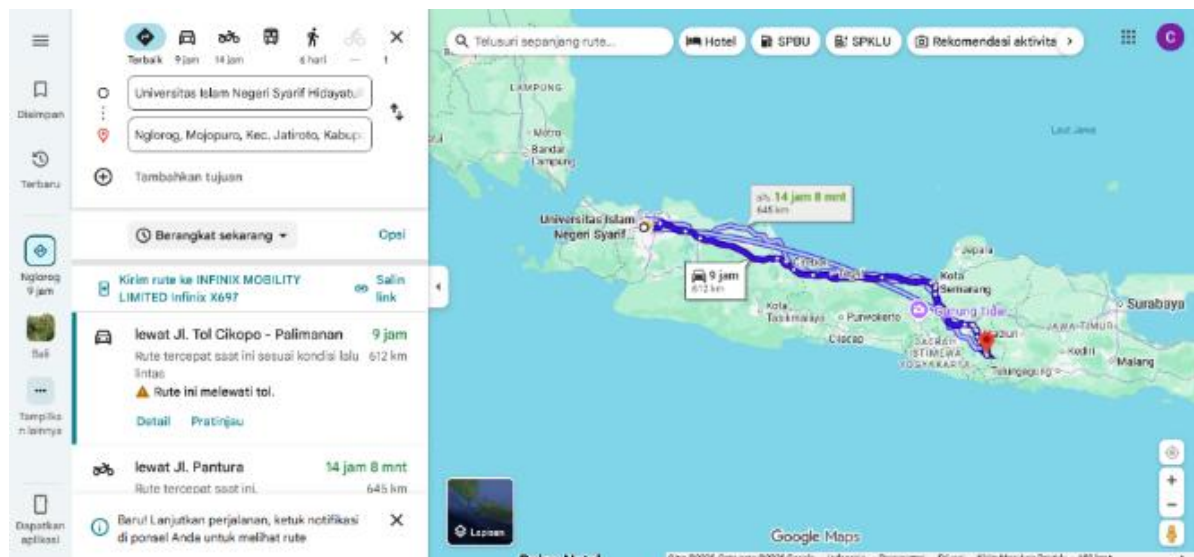 Terbaik
9 jam
14 jam
6 hari
Universitas Islam Negeri Syarif Hidayatu
Nglorog, Mojopuro, Kec. Jatiroto, Kabup
Tambahkan tujuan
Berangkat sekarang
Opsi
Kirim rute ke INFINIX MOBILITY
LIMITED Infinix X697
Salin
link
lewat Jl. Tol Cikopo - Palimanan
9 jam
Rute tercepat saat ini sesuai kondisi lalu
612 km
lintas
Rute ini melewati tol.
Detail
Pratinjau
lewat Jl. Pantura
14 jam 8 mnt
Rute tercepat saat ini.
645 km
Baru! Lanjutkan perjalanan, ketuk notifikasi
di ponsel Anda untuk melihat rute
Disimpan
Terbaru
Nglorog
9 jam
Bali
Tampilka
n lainnya
Dapatkan
aplikasi
Telusuri sepanjang rute...
Hotel
SPBU
SPKLU
Rekomendasi aktivita
C
LAMPUNG
Metro
Bandar
Lampung
Laut Jawa
14 jam 8 mnt
645 km
Universitas Islam
Negeri Syarif...
9 jam
612 km
Cirebon
Tegal
Jepara
Kota
Semarang
Surabaya
Kota
Tasikmalaya
Purwokerto
Cilacap
Gunung Tidar
DAERAH
ISTIMEWA
YOGYAKARTA
JAWA TIMUR
Kediri
Malang
Tulungagung
Lapisan
Google Maps